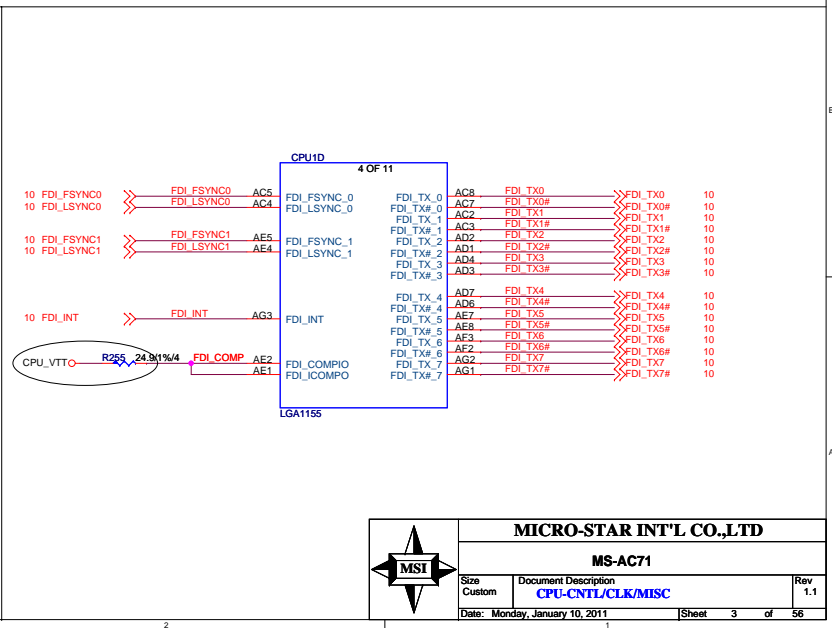 B
CPU1D
4 OF 11
10 FDI_FSYNC0 FDI_FSYNC0 AC5 FDI_FSYNC_0 FDI_TX_0 AC8 FDI_TX0 FDI_TX0 10
10 FDI_LSYNC0 FDI_LSYNC0 AC4 FDI_LSYNC_0 FDI_TX#_0 AC7 FDI_TX0# FDI_TX0# 10
FDI_TX_1 AC2 FDI_TX1 FDI_TX1 10
FDI_TX#_1 AC3 FDI_TX1# FDI_TX1# 10
10 FDI_FSYNC1 FDI_FSYNC1 AE5 FDI_FSYNC_1 FDI_TX_2 AD2 FDI_TX2 FDI_TX2 10
10 FDI_LSYNC1 FDI_LSYNC1 AE4 FDI_LSYNC_1 FDI_TX#_2 AD1 FDI_TX2# FDI_TX2# 10
FDI_TX_3 AD4 FDI_TX3 FDI_TX3 10
FDI_TX#_3 AD3 FDI_TX3# FDI_TX3# 10
FDI_TX_4 AD7 FDI_TX4 FDI_TX4 10
FDI_TX#_4 AD6 FDI_TX4# FDI_TX4# 10
10 FDI_INT FDI_INT AG3 FDI_INT FDI_TX_5 AE7 FDI_TX5 FDI_TX5 10
FDI_TX#_5 AE8 FDI_TX5# FDI_TX5# 10
FDI_TX_6 AF3 FDI_TX6 FDI_TX6 10
FDI_TX#_6 AF2 FDI_TX6# FDI_TX6# 10
CPU_VTT R255 24.9/1%/4 FDI_COMP AE2 FDI_COMPIO FDI_TX_7 AG2 FDI_TX7 FDI_TX7 10
AE1 FDI_ICOMPO FDI_TX#_7 AG1 FDI_TX7# FDI_TX7# 10
LGA1155
A
MSI
MICRO-STAR INT'L CO.,LTD
MS-AC71
Size Document Description Rev
Custom CPU-CNTL/CLK/MISC 1.1
Date: Monday, January 10, 2011 Sheet 3 of 56
2 1